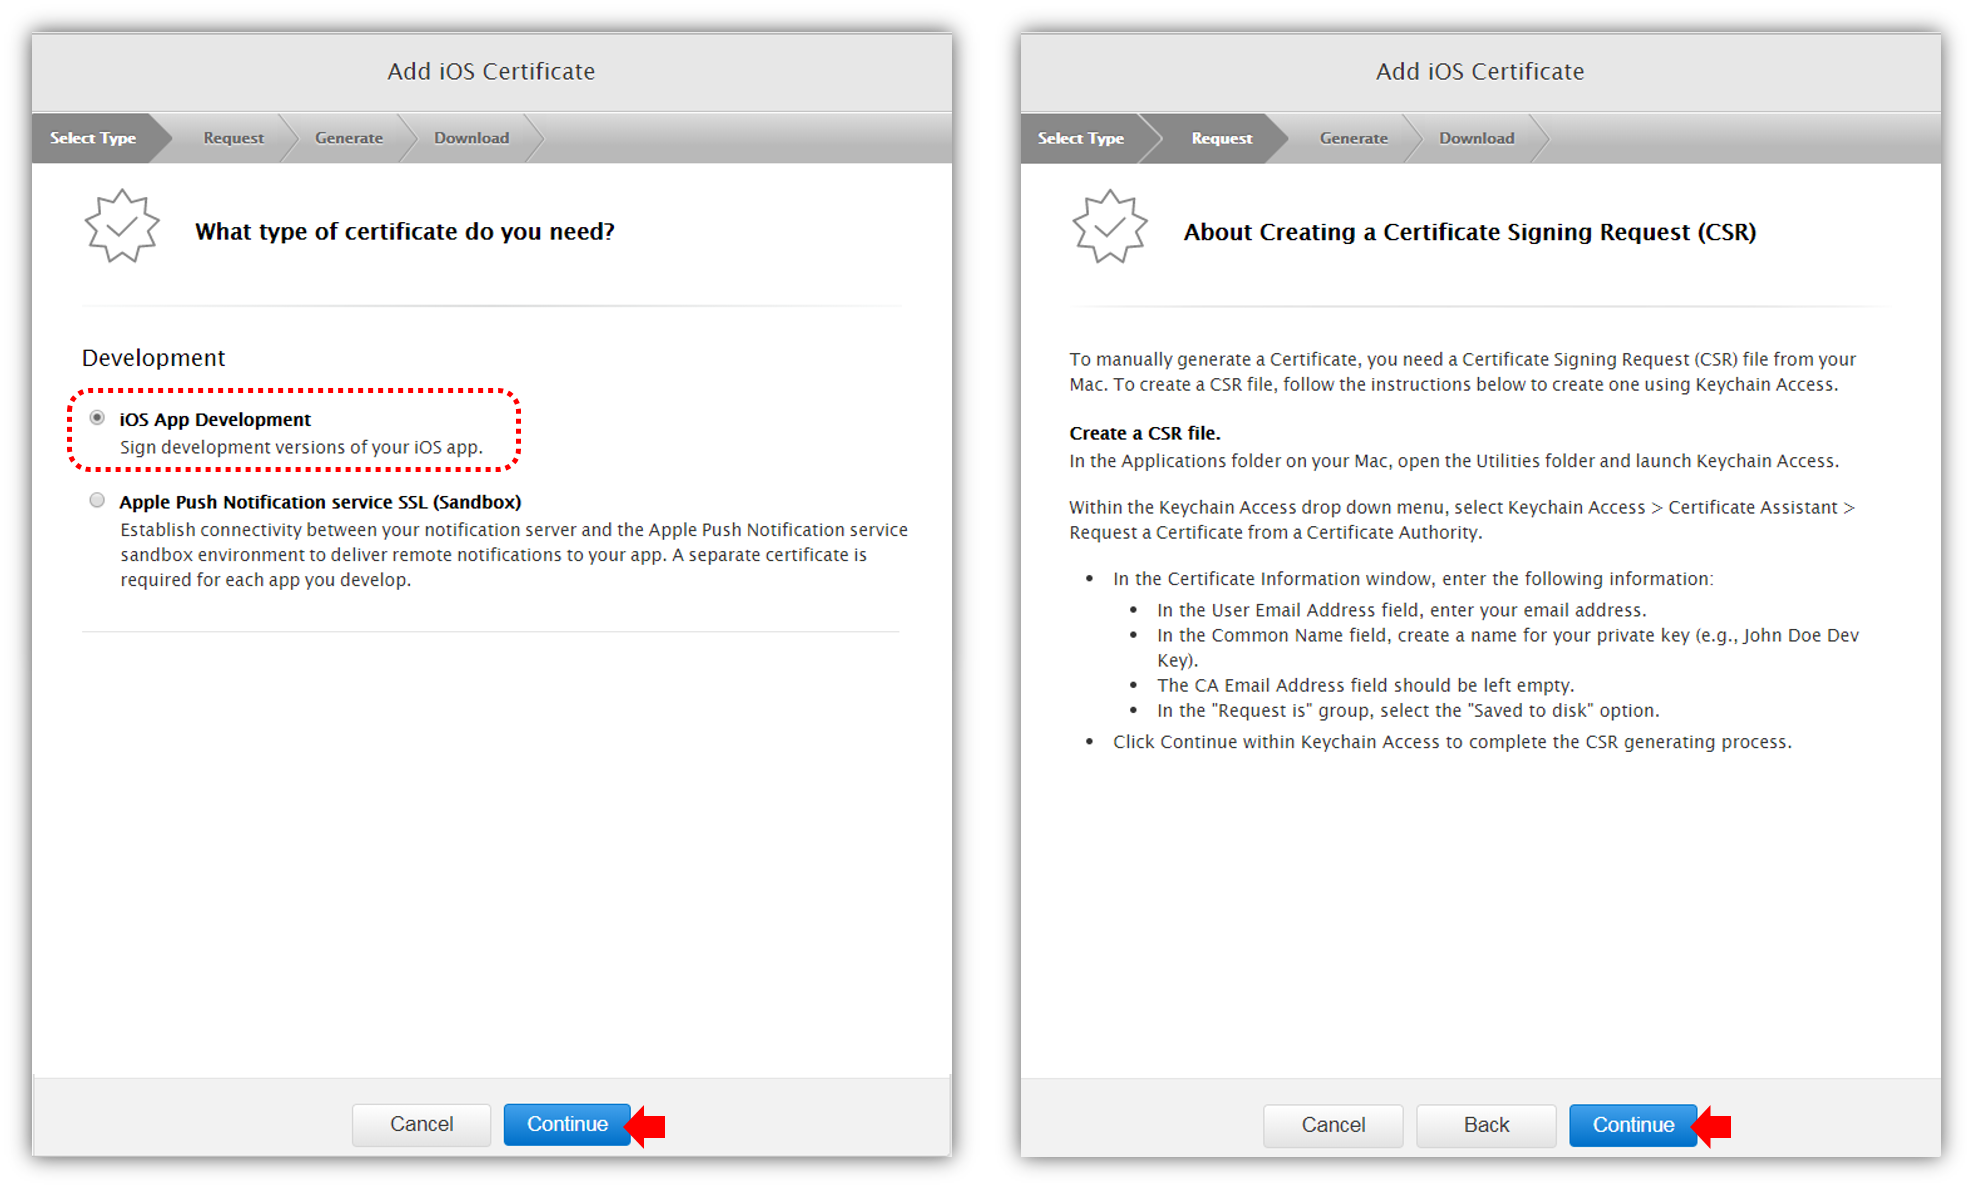 Add iOS Certificate
Select Type
Request
Generate
Download
What type of certificate do you need?
Development
iOS App Development
Sign development versions of your iOS app.
Apple Push Notification service SSL (Sandbox)
Establish connectivity between your notification server and the Apple Push Notification service
sandbox environment to deliver remote notifications to your app. A separate certificate is
required for each app you develop.
Cancel
Continue
Add iOS Certificate
Select Type
Request
Generate
Download
About Creating a Certificate Signing Request (CSR)
To manually generate a Certificate, you need a Certificate Signing Request (CSR) file from your
Mac. To create a CSR file, follow the instructions below to create one using Keychain Access.
Create a CSR file.
In the Applications folder on your Mac, open the Utilities folder and launch Keychain Access.
Within the Keychain Access drop down menu, select Keychain Access > Certificate Assistant >
Request a Certificate from a Certificate Authority.
• In the Certificate Information window, enter the following information:
• In the User Email Address field, enter your email address.
• In the Common Name field, create a name for your private key (e.g., John Doe Dev
Key).
• The CA Email Address field should be left empty.
• In the "Request is" group, select the "Saved to disk" option.
• Click Continue within Keychain Access to complete the CSR generating process.
Cancel
Back
Continue